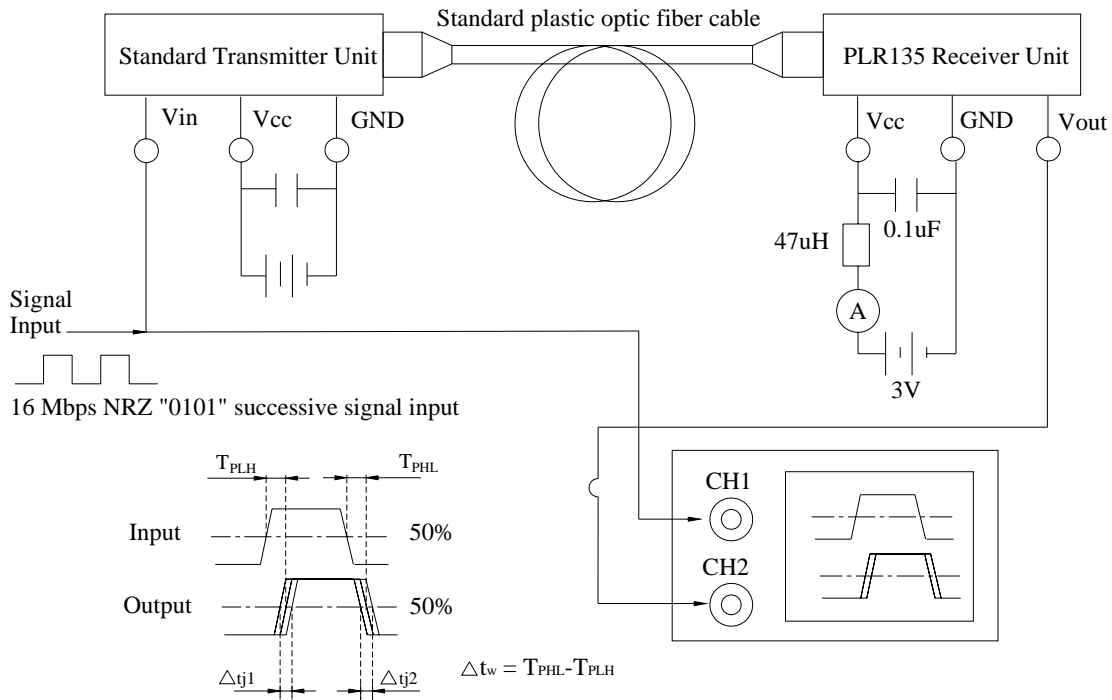 Standard plastic optic fiber cable
Standard Transmitter Unit
PLR135 Receiver Unit
Vin
Vcc
GND
Vcc
GND
Vout
0.1uF
47uH
A
3V
Signal
Input
16 Mbps NRZ "0101" successive signal input
TPLH
TPHL
Input
50%
Output
50%
△tj1
△tj2
△tw = TPHL-TPLH
CH1
CH2